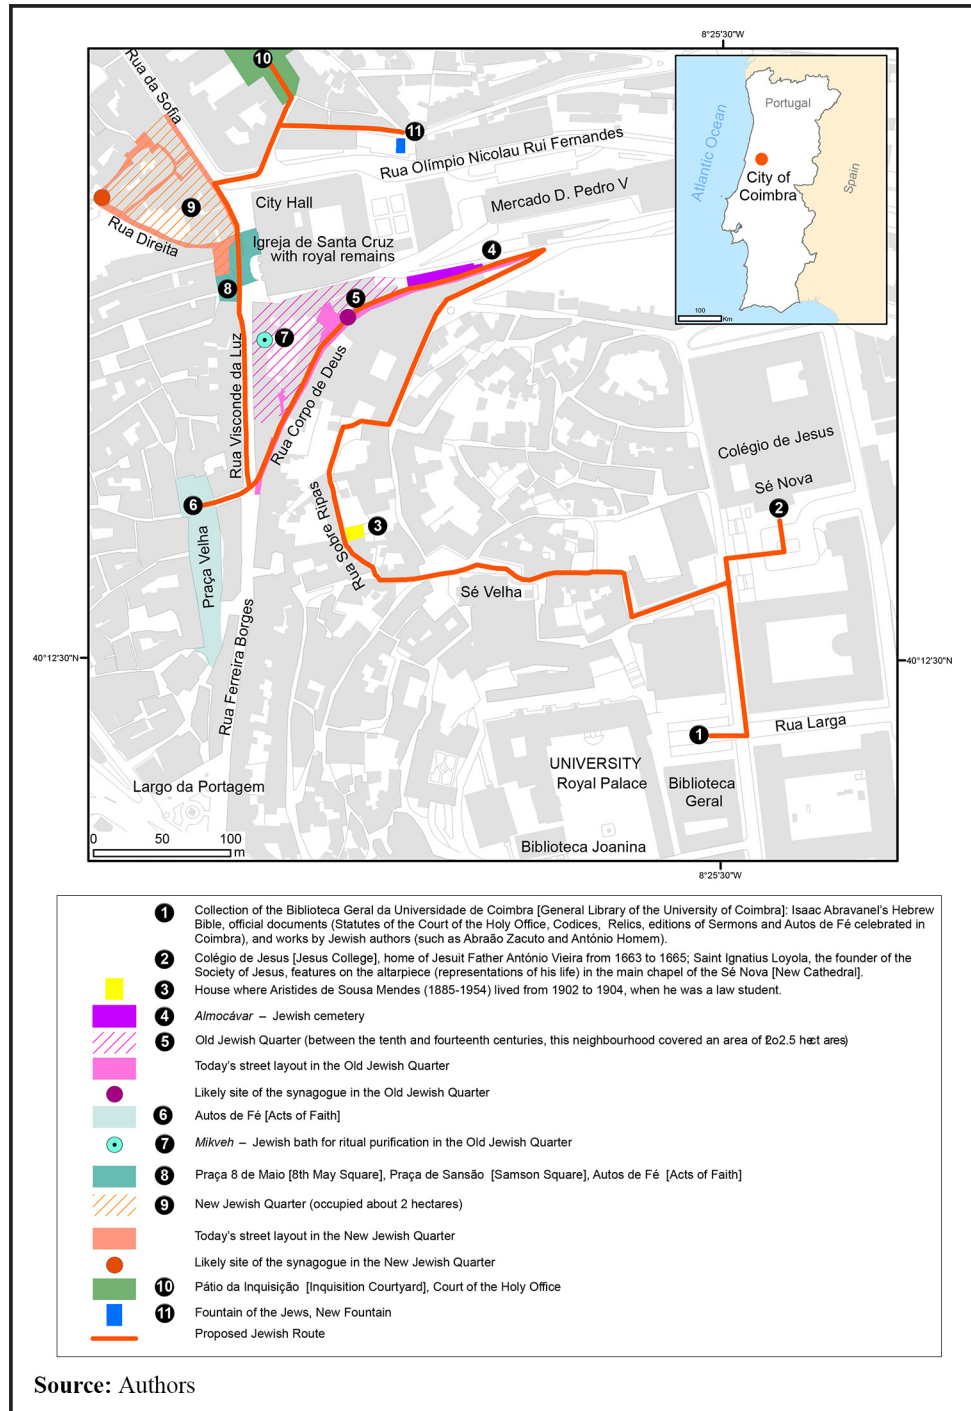 8°25'30"W
10
Rua da Sofia
11
Rua Olímpio Nicolau Rui Fernandes
Atlantic Ocean
Portugal
City of
Coimbra
Spain
100
Km
9
City Hall
Mercado D. Pedro V
Rua Direita
Igreja de Santa Cruz
with royal remains
4
8
5
7
Rua Visconde da Luz
Rua Corpo de Deus
Colégio de Jesus
Sé Nova
2
6
3
Praça Velha
Rua Sobre Ripas
Sé Velha
40°12'30"N
40°12'30"N
Rua Ferreira Borges
Rua Larga
1
UNIVERSITY
Royal Palace
Biblioteca
Geral
Largo da Portagem
0 50 100
m
Biblioteca Joanina
8°25'30"W
1 Collection of the Biblioteca Geral da Universidade de Coimbra [General Library of the University of Coimbra]: Isaac Abravanel's Hebrew
Bible, official documents (Statutes of the Court of the Holy Office, Codices, Relics, editions of Sermons and Autos de Fé celebrated in
Coimbra), and works by Jewish authors (such as Abraão Zacuto and António Homem).
2 Colégio de Jesus [Jesus College], home of Jesuit Father António Vieira from 1663 to 1665; Saint Ignatius Loyola, the founder of the
Society of Jesus, features on the altarpiece (representations of his life) in the main chapel of the Sé Nova [New Cathedral].
3 House where Aristides de Sousa Mendes (1885-1954) lived from 1902 to 1904, when he was a law student.
4 Almocávar – Jewish cemetery
5 Old Jewish Quarter (between the tenth and fourteenth centuries, this neighbourhood covered an area of 2to2.5 hectares)
Today's street layout in the Old Jewish Quarter
Likely site of the synagogue in the Old Jewish Quarter
6 Autos de Fé [Acts of Faith]
7 Mikveh – Jewish bath for ritual purification in the Old Jewish Quarter
8 Praça 8 de Maio [8th May Square], Praça de Sansão [Samson Square], Autos de Fé [Acts of Faith]
9 New Jewish Quarter (occupied about 2 hectares)
Today's street layout in the New Jewish Quarter
Likely site of the synagogue in the New Jewish Quarter
10 Pátio da Inquisição [Inquisition Courtyard], Court of the Holy Office
11 Fountain of the Jews, New Fountain
Proposed Jewish Route
Source: Authors